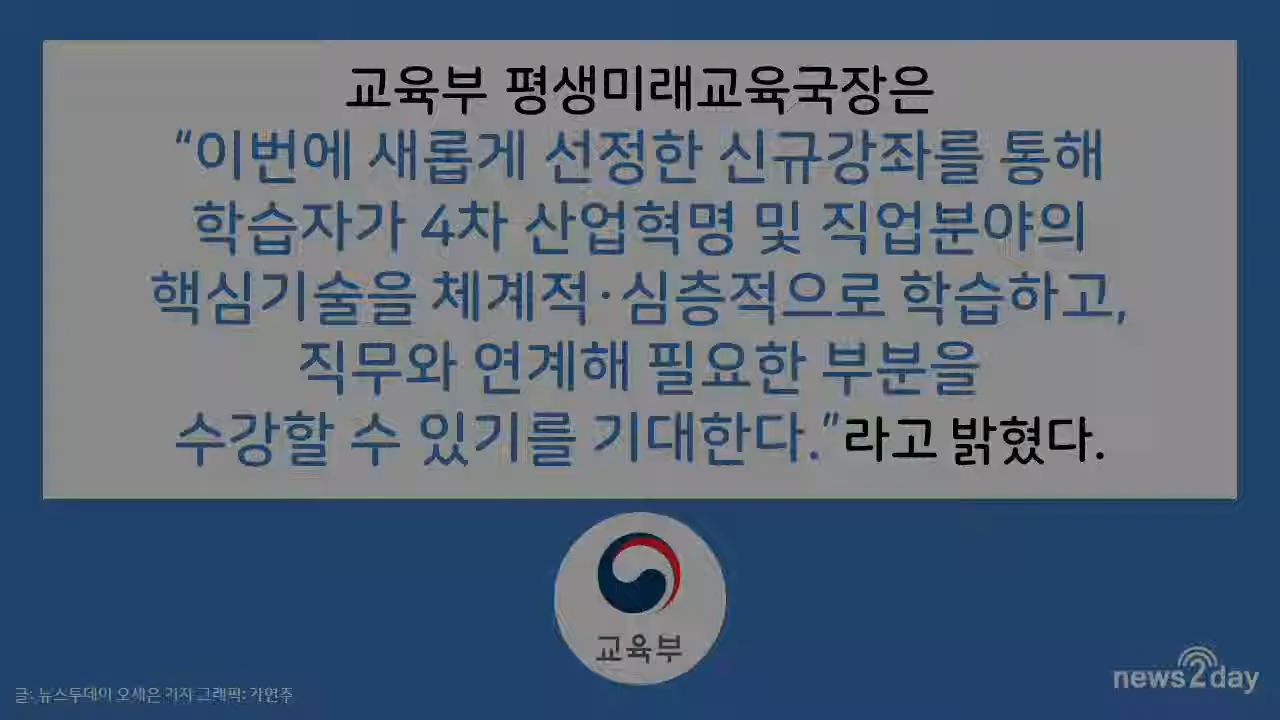 교육부 평생미래교육국장은
“이번에 새롭게 선정한 신규강좌를 통해
학습자가 4차 산업혁명 및 직업분야의
핵심기술을 체계적·심층적으로 학습하고,
직무와 연계해 필요한 부분을
수강할 수 있기를 기대한다.”라고 밝혔다.
교육부
글: 뉴스투데이 오세은 기자 그래픽: 가연주
news2day